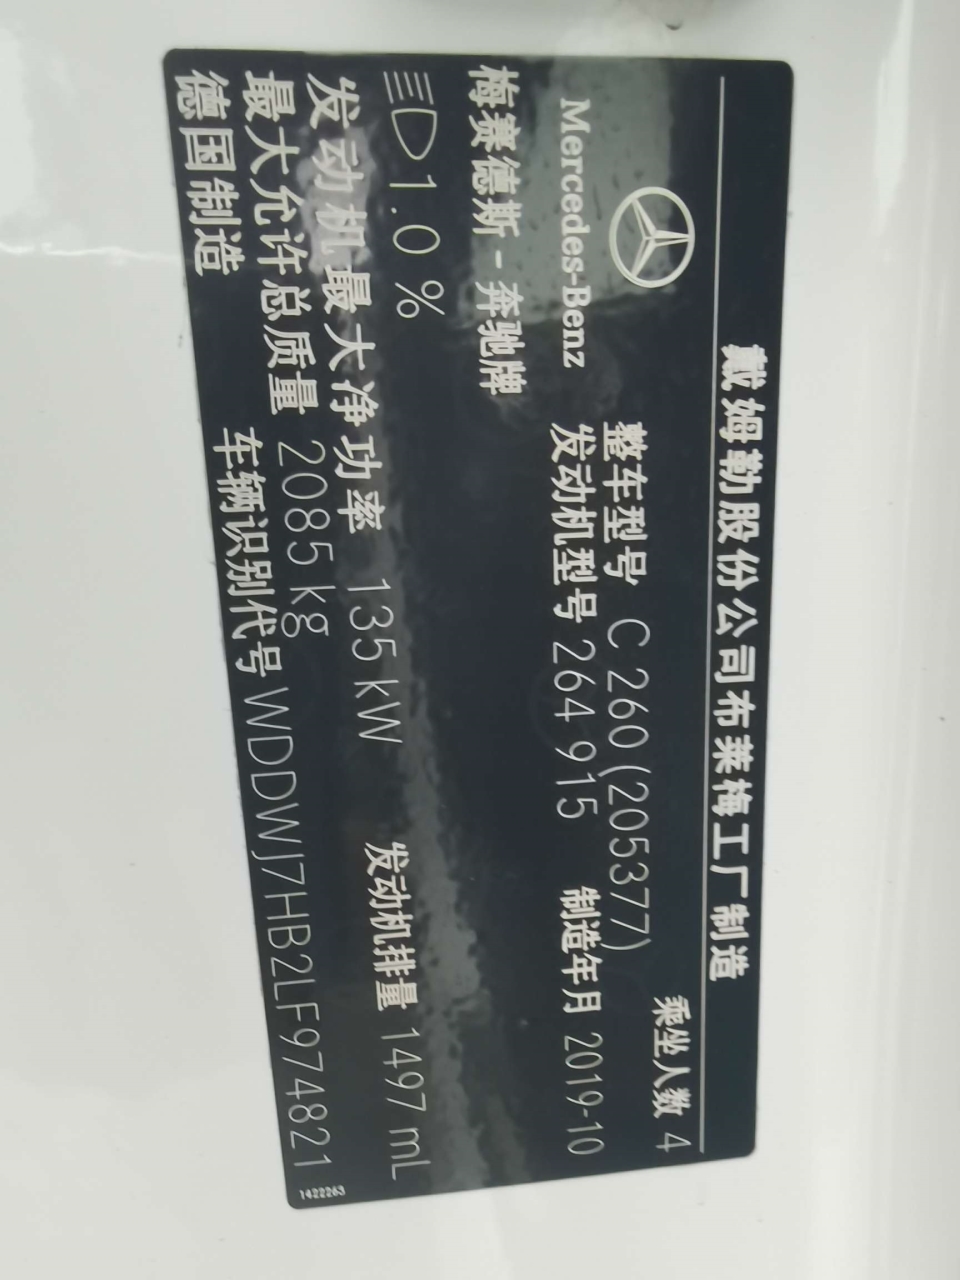 戴姆勒股份公司布莱梅工厂制造
乘坐人数 4
Mercedes-Benz
整车型号 C 260 (205377)
发动机型号 264 915 制造年月 2019-10
梅赛德斯-奔驰牌
1.0 %
发动机最大净功率 135 kW 发动机排量 1497 mL
最大允许总质量 2085 kg
德国制造 车辆识别代号 WDDWJ7HB2LF974821
1422263